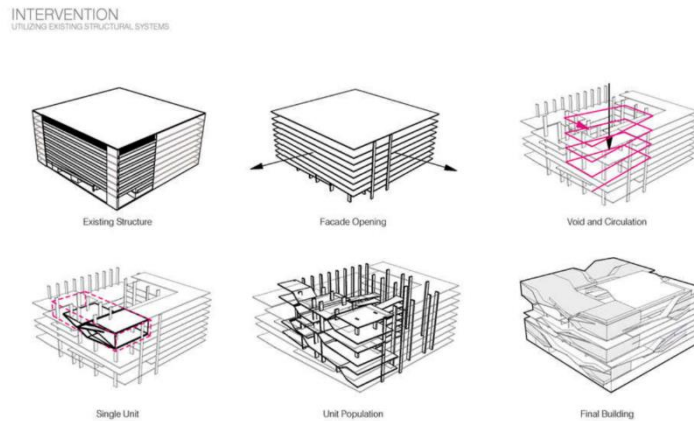 INTERVENTION
UTILIZING EXISTING STRUCTURAL SYSTEMS
Existing Structure
Facade Opening
Void and Circulation
Single Unit
Unit Population
Final Building